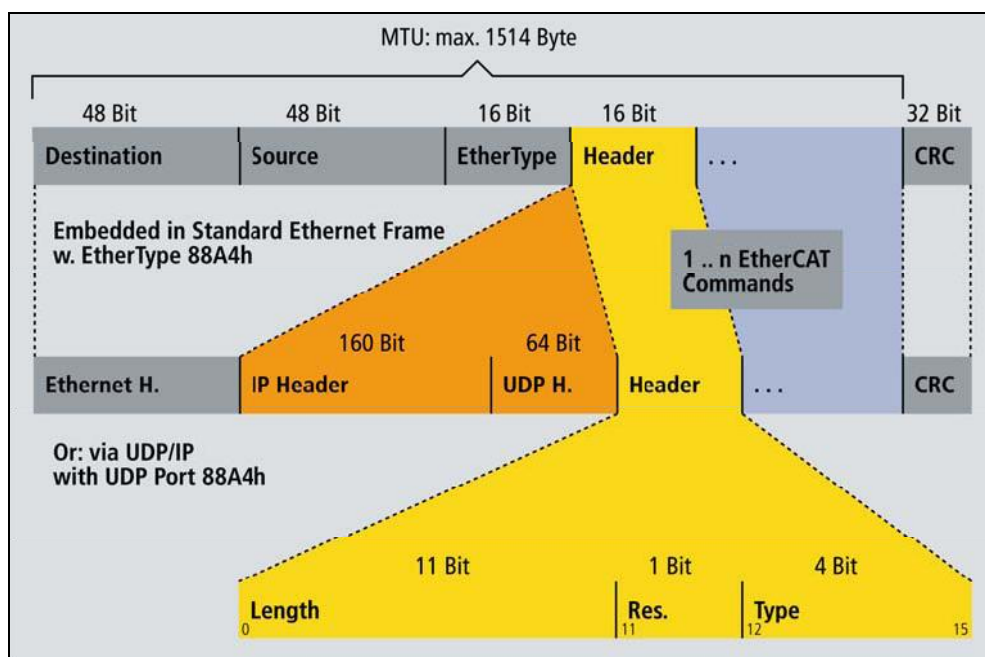 MTU: max. 1514 Byte
48 Bit 48 Bit 16 Bit 16 Bit 32 Bit
Destination Source EtherType Header ... CRC
Embedded in Standard Ethernet Frame
w. EtherType 88A4h
1 .. n EtherCAT
Commands
160 Bit 64 Bit
Ethernet H. IP Header UDP H. Header ... CRC
Or: via UDP/IP
with UDP Port 88A4h
11 Bit 1 Bit 4 Bit
Length Res. Type
0 11 12 15